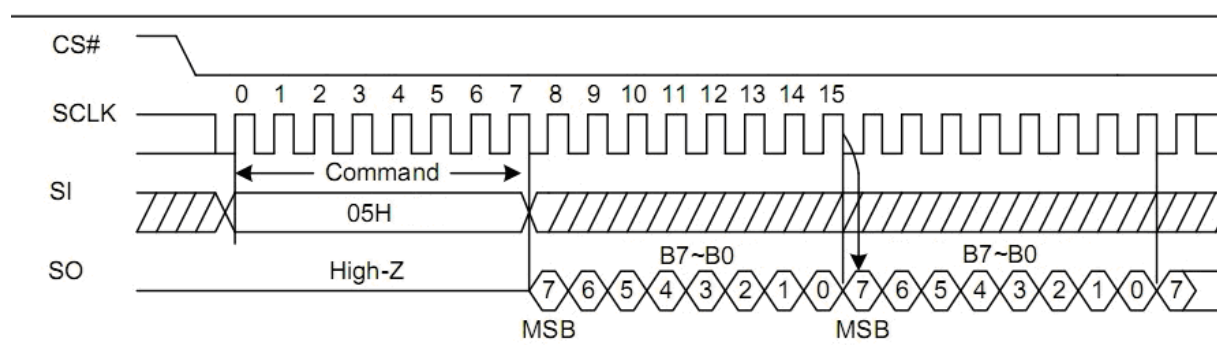 CS#
0 1 2 3 4 5 6 7 8 9 10 11 12 13 14 15
SCLK
Command
SI
05H
B7~B0 B7~B0
SO High-Z
7 6 5 4 3 2 1 0 7 6 5 4 3 2 1 0 7
MSB MSB